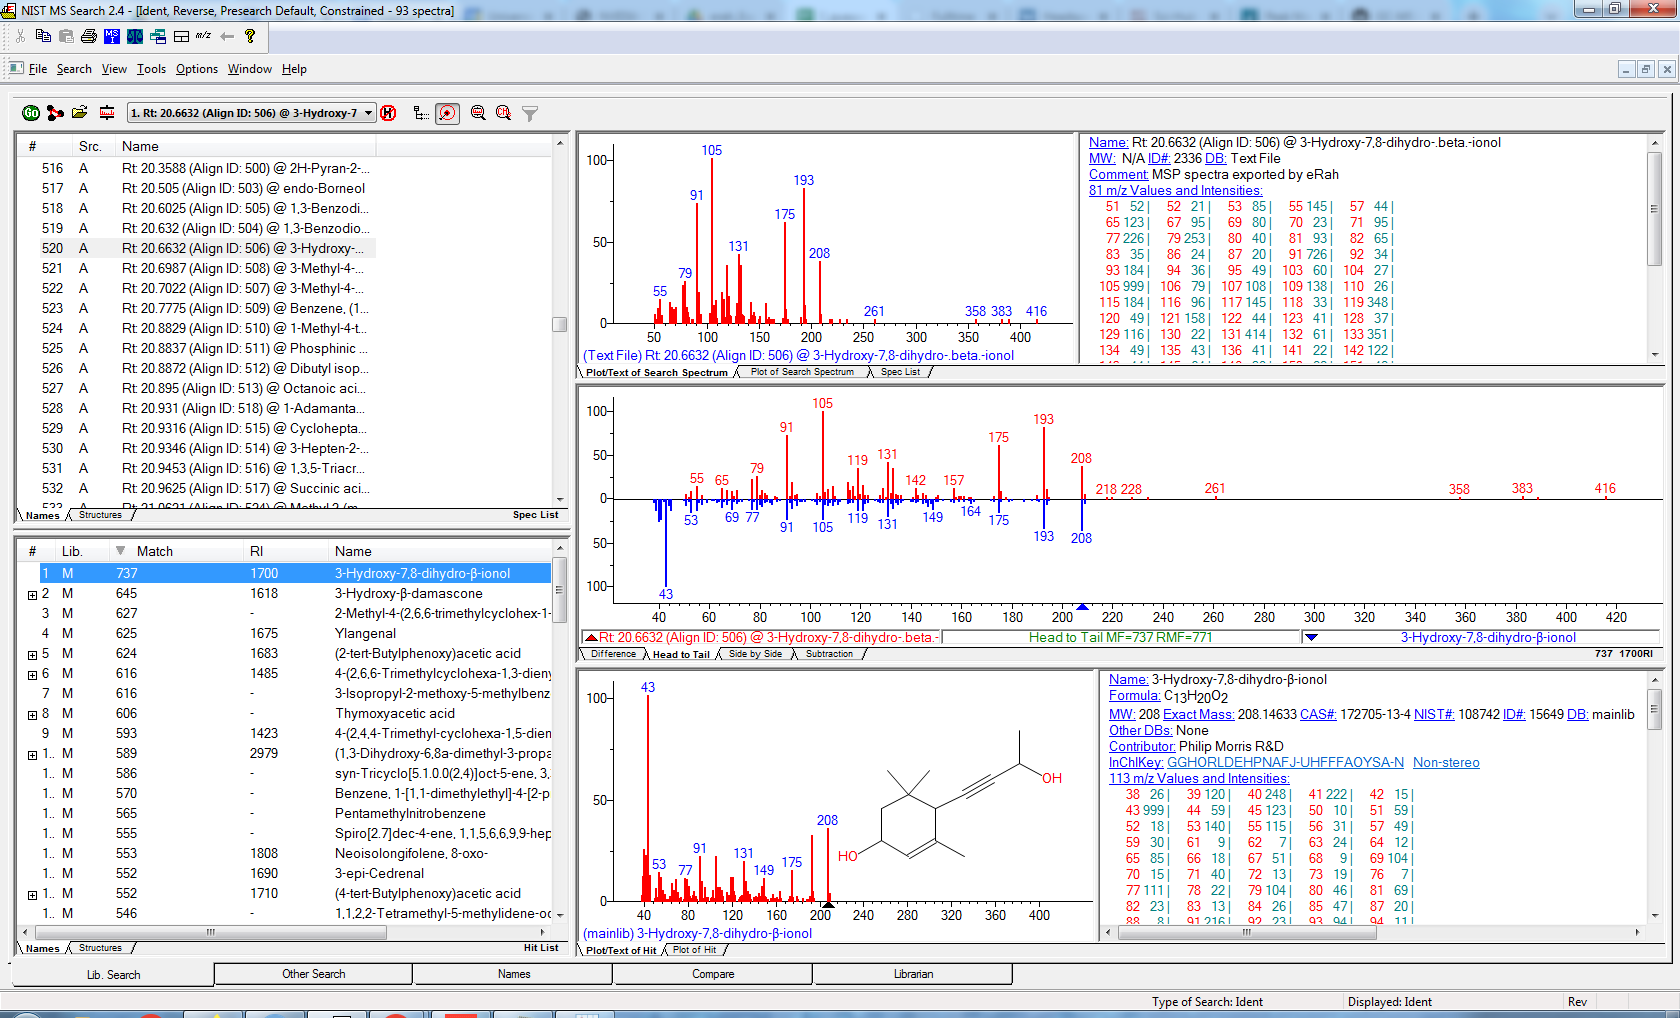 NIST MS Search 2.4 - [Ident, Reverse, Presearch Default, Constrained - 93 spectra]
File Search View Tools Options Window Help
1. Rt: 20.6632 (Align ID: 506) @ 3-Hydroxy-7
# Src. Name
516 A Rt: 20.3588 (Align ID: 500) @ 2H-Pyran-2-...
517 A Rt: 20.505 (Align ID: 503) @ endo-Borneol
518 A Rt: 20.6025 (Align ID: 505) @ 1,3-Benzodi...
519 A Rt: 20.632 (Align ID: 504) @ 1,3-Benzodio...
520 A Rt: 20.6632 (Align ID: 506) @ 3-Hydroxy-...
521 A Rt: 20.6987 (Align ID: 508) @ 3-Methyl-4-...
522 A Rt: 20.7022 (Align ID: 507) @ 3-Methyl-4-...
523 A Rt: 20.7775 (Align ID: 509) @ Benzene, (1...
524 A Rt: 20.8829 (Align ID: 510) @ 1-Methyl-4-t...
525 A Rt: 20.8837 (Align ID: 511) @ Phosphinic ...
526 A Rt: 20.8872 (Align ID: 512) @ Dibutyl isop...
527 A Rt: 20.895 (Align ID: 513) @ Octanoic aci...
528 A Rt: 20.931 (Align ID: 518) @ 1-Adamanta...
529 A Rt: 20.9316 (Align ID: 515) @ Cyclohepta...
530 A Rt: 20.9346 (Align ID: 514) @ 3-Hepten-2-...
531 A Rt: 20.9453 (Align ID: 516) @ 1,3,5-Triacr...
532 A Rt: 20.9625 (Align ID: 517) @ Succinic aci...
Names Structures Spec List
100 50 0
55 79 91 105 131 175 193 208 261 358 383 416
50 100 150 200 250 300 350 400
(Text File) Rt: 20.6632 (Align ID: 506) @ 3-Hydroxy-7,8-dihydro-.beta.-ionol
Plot/Text of Search Spectrum Plot of Search Spectrum Spec List
Name: Rt: 20.6632 (Align ID: 506) @ 3-Hydroxy-7,8-dihydro-.beta.-ionol
MW: N/A ID#: 2336 DB: Text File
Comment: MSP spectra exported by eRah
81 m/z Values and Intensities:
51 52| 52 21| 53 85| 55 145| 57 44|
65 123| 67 95| 69 80| 70 23| 71 95|
77 226| 79 253| 80 40| 81 93| 82 65|
83 35| 86 24| 87 20| 91 726| 92 34|
93 184| 94 36| 95 49| 103 60| 104 27|
105 999| 106 79| 107 108| 109 138| 110 26|
115 184| 116 96| 117 145| 118 33| 119 348|
120 49| 121 158| 122 44| 123 41| 128 37|
129 116| 130 22| 131 414| 132 61| 133 351|
134 49| 135 43| 136 41| 141 22| 142 122|
100 50 0 50 100
55 65 79 91 105 119 131 142 157 175 193 208 218 228 261 358 383 416
43 53 69 77 91 105 119 131 149 164 175 193 208
40 60 80 100 120 140 160 180 200 220 240 260 280 300 320 340 360 380 400 420
Rt: 20.6632 (Align ID: 506) @ 3-Hydroxy-7,8-dihydro-.beta.- Head to Tail MF=737 RMF=771 3-Hydroxy-7,8-dihydro-β-ionol
Difference Head to Tail Side by Side Subtraction 737 1700RI
# Lib. Match RI Name
1 M 737 1700 3-Hydroxy-7,8-dihydro-β-ionol
2 M 645 1618 3-Hydroxy-β-damascone
3 M 627 - 2-Methyl-4-(2,6,6-trimethylcyclohex-1-
4 M 625 1675 Ylangenal
5 M 624 1683 (2-tert-Butylphenoxy)acetic acid
6 M 616 1485 4-(2,6,6-Trimethylcyclohexa-1,3-dieny
7 M 616 - 3-Isopropyl-2-methoxy-5-methylbenz
8 M 606 - Thymoxyacetic acid
9 M 593 1423 4-(2,4,4-Trimethyl-cyclohexa-1,5-dien
1.. M 589 2979 (1,3-Dihydroxy-6,8a-dimethyl-3-propa
1.. M 586 - syn-Tricyclo[5.1.0.0(2,4)]oct-5-ene, 3,
1.. M 570 - Benzene, 1-[1,1-dimethylethyl]-4-[2-p
1.. M 565 - Pentamethylnitrobenzene
1.. M 555 - Spiro[2.7]dec-4-ene, 1,1,5,6,6,9,9-hep
1.. M 553 1808 Neoisolongifolene, 8-oxo-
1.. M 552 1690 3-epi-Cedrenal
1.. M 552 1710 (4-tert-Butylphenoxy)acetic acid
1.. M 546 - 1,1,2,2-Tetramethyl-5-methylidene-oc
Names Structures Hit List
100 50 0
43 53 77 91 131 149 175 208
HO OH
40 80 120 160 200 240 280 320 360 400
(mainlib) 3-Hydroxy-7,8-dihydro-β-ionol
Plot/Text of Hit Plot of Hit
Name: 3-Hydroxy-7,8-dihydro-β-ionol
Formula: C13H20O2
MW: 208 Exact Mass: 208.14633 CAS#: 172705-13-4 NIST#: 108742 ID#: 15649 DB: mainlib
Other DBs: None
Contributor: Philip Morris R&D
InChIKey: GGHORLDEHPNAFJ-UHFFFAOYSA-N Non-stereo
113 m/z Values and Intensities:
38 26| 39 120| 40 248| 41 222| 42 15|
43 999| 44 59| 45 123| 50 10| 51 59|
52 18| 53 140| 55 115| 56 31| 57 49|
59 30| 61 9| 62 7| 63 24| 64 12|
65 85| 66 18| 67 51| 68 9| 69 104|
70 15| 71 40| 72 13| 73 19| 76 7|
77 111| 78 22| 79 104| 80 46| 81 69|
82 23| 83 13| 84 26| 85 47| 87 20|
88 8| 91 216| 92 23| 93 94| 94 11|
Lib. Search Other Search Names Compare Librarian
Type of Search: Ident Displayed: Ident Rev